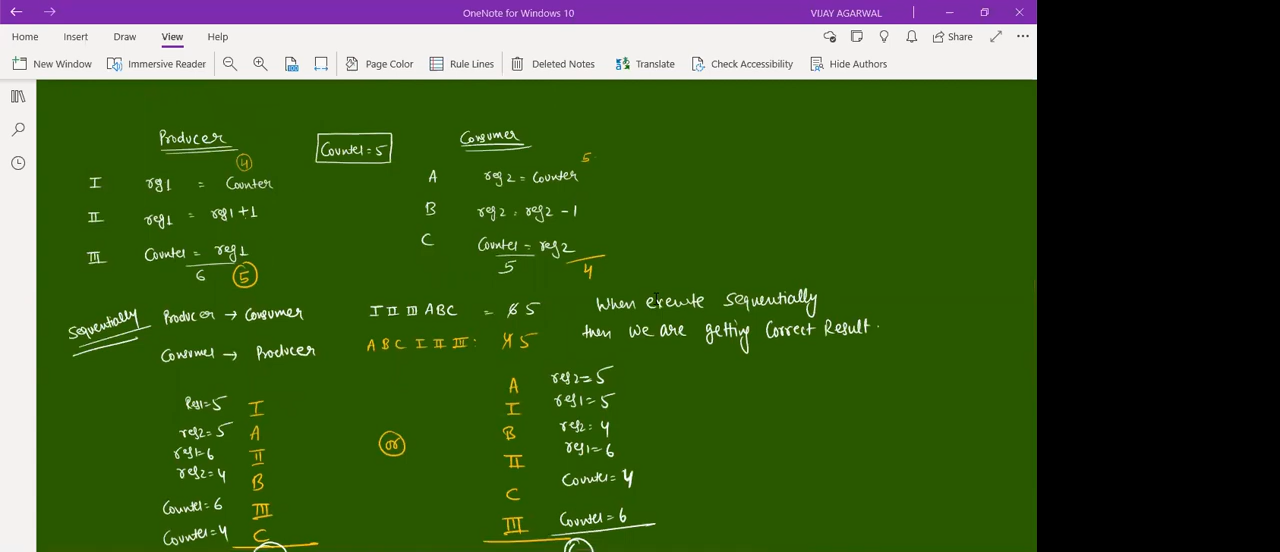 OneNote for Windows 10
VIJAY AGARWAL
Home Insert Draw View Help
Share
New Window Immersive Reader Page Color Rule Lines Deleted Notes Translate Check Accessibility Hide Authors
Producer Counter = 5 Consumer
4 5
I reg1 = Counter A reg2 = Counter
II reg1 = reg1 + 1 B reg2 = reg2 - 1
III Counter = reg1 C Counter = reg2
6 5 5 4
Sequentially Producer → Consumer I II III ABC = 6 5 When execute Sequentially
Consumer → Producer ABC I II III : 4 5 then we are getting Correct Result.
A reg2 = 5
Reg1 = 5 I I reg1 = 5
reg2 = 5 A or B reg2 = 4
reg1 = 6 II II reg1 = 6
reg2 = 4 B C Counter = 4
Counter = 6 III III Counter = 6
Counter = 4 C